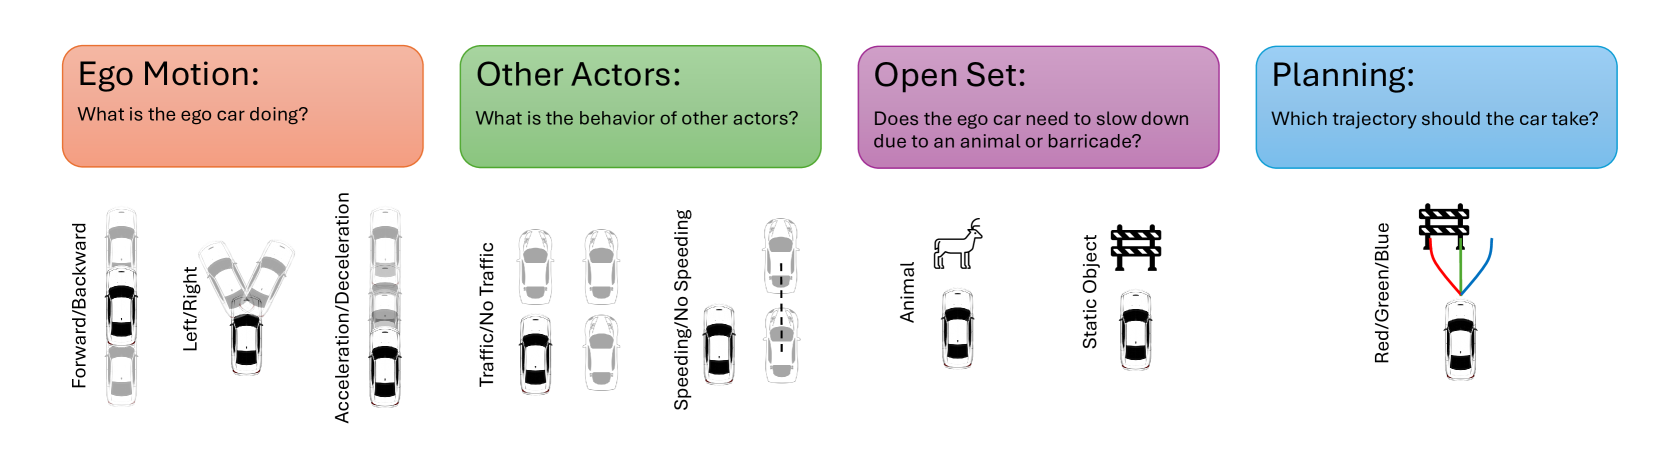 Ego Motion:
What is the ego car doing?
Other Actors:
What is the behavior of other actors?
Open Set:
Does the ego car need to slow down
due to an animal or barricade?
Planning:
Which trajectory should the car take?
Forward/Backward
Left/Right
Acceleration/Deceleration
Traffic/No Traffic
Speeding/No Speeding
Animal
Static Object
Red/Green/Blue